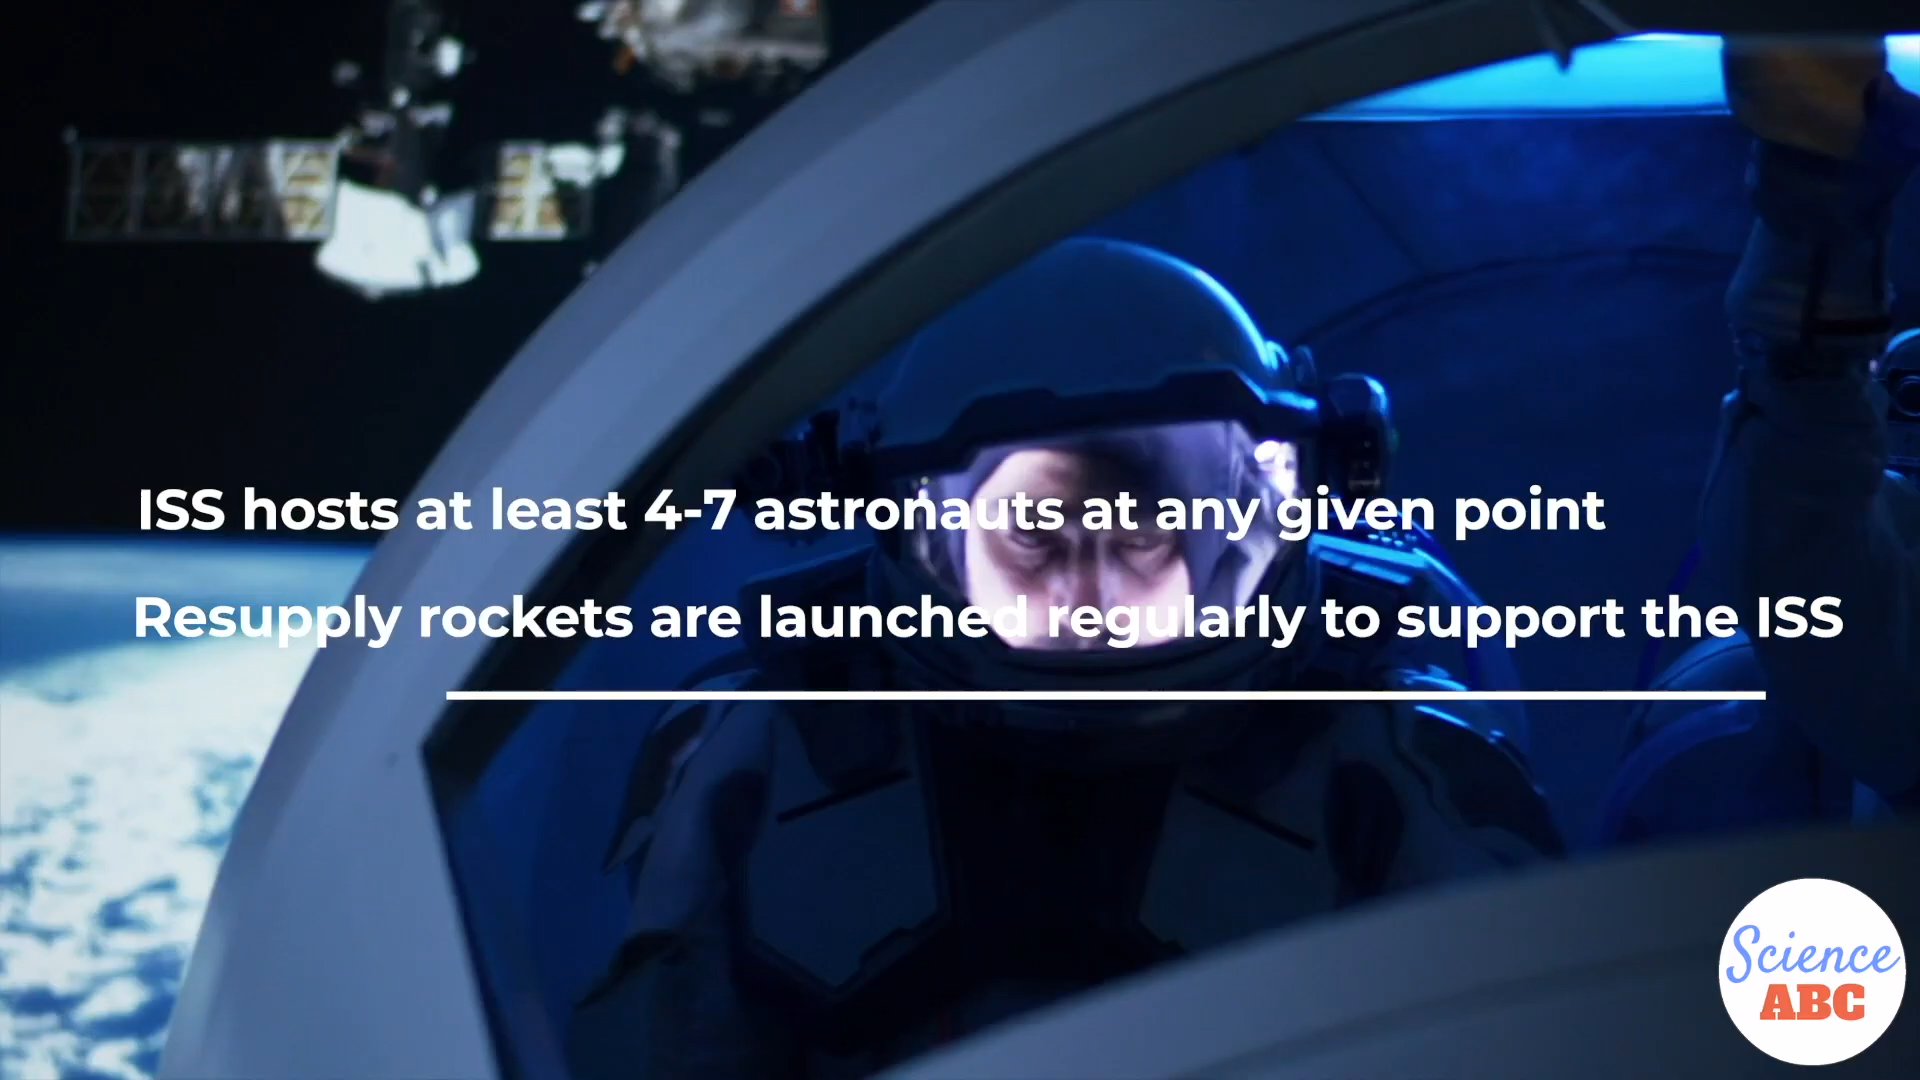 ISS hosts at least 4-7 astronauts at any given point
Resupply rockets are launched regularly to support the ISS
Science
ABC